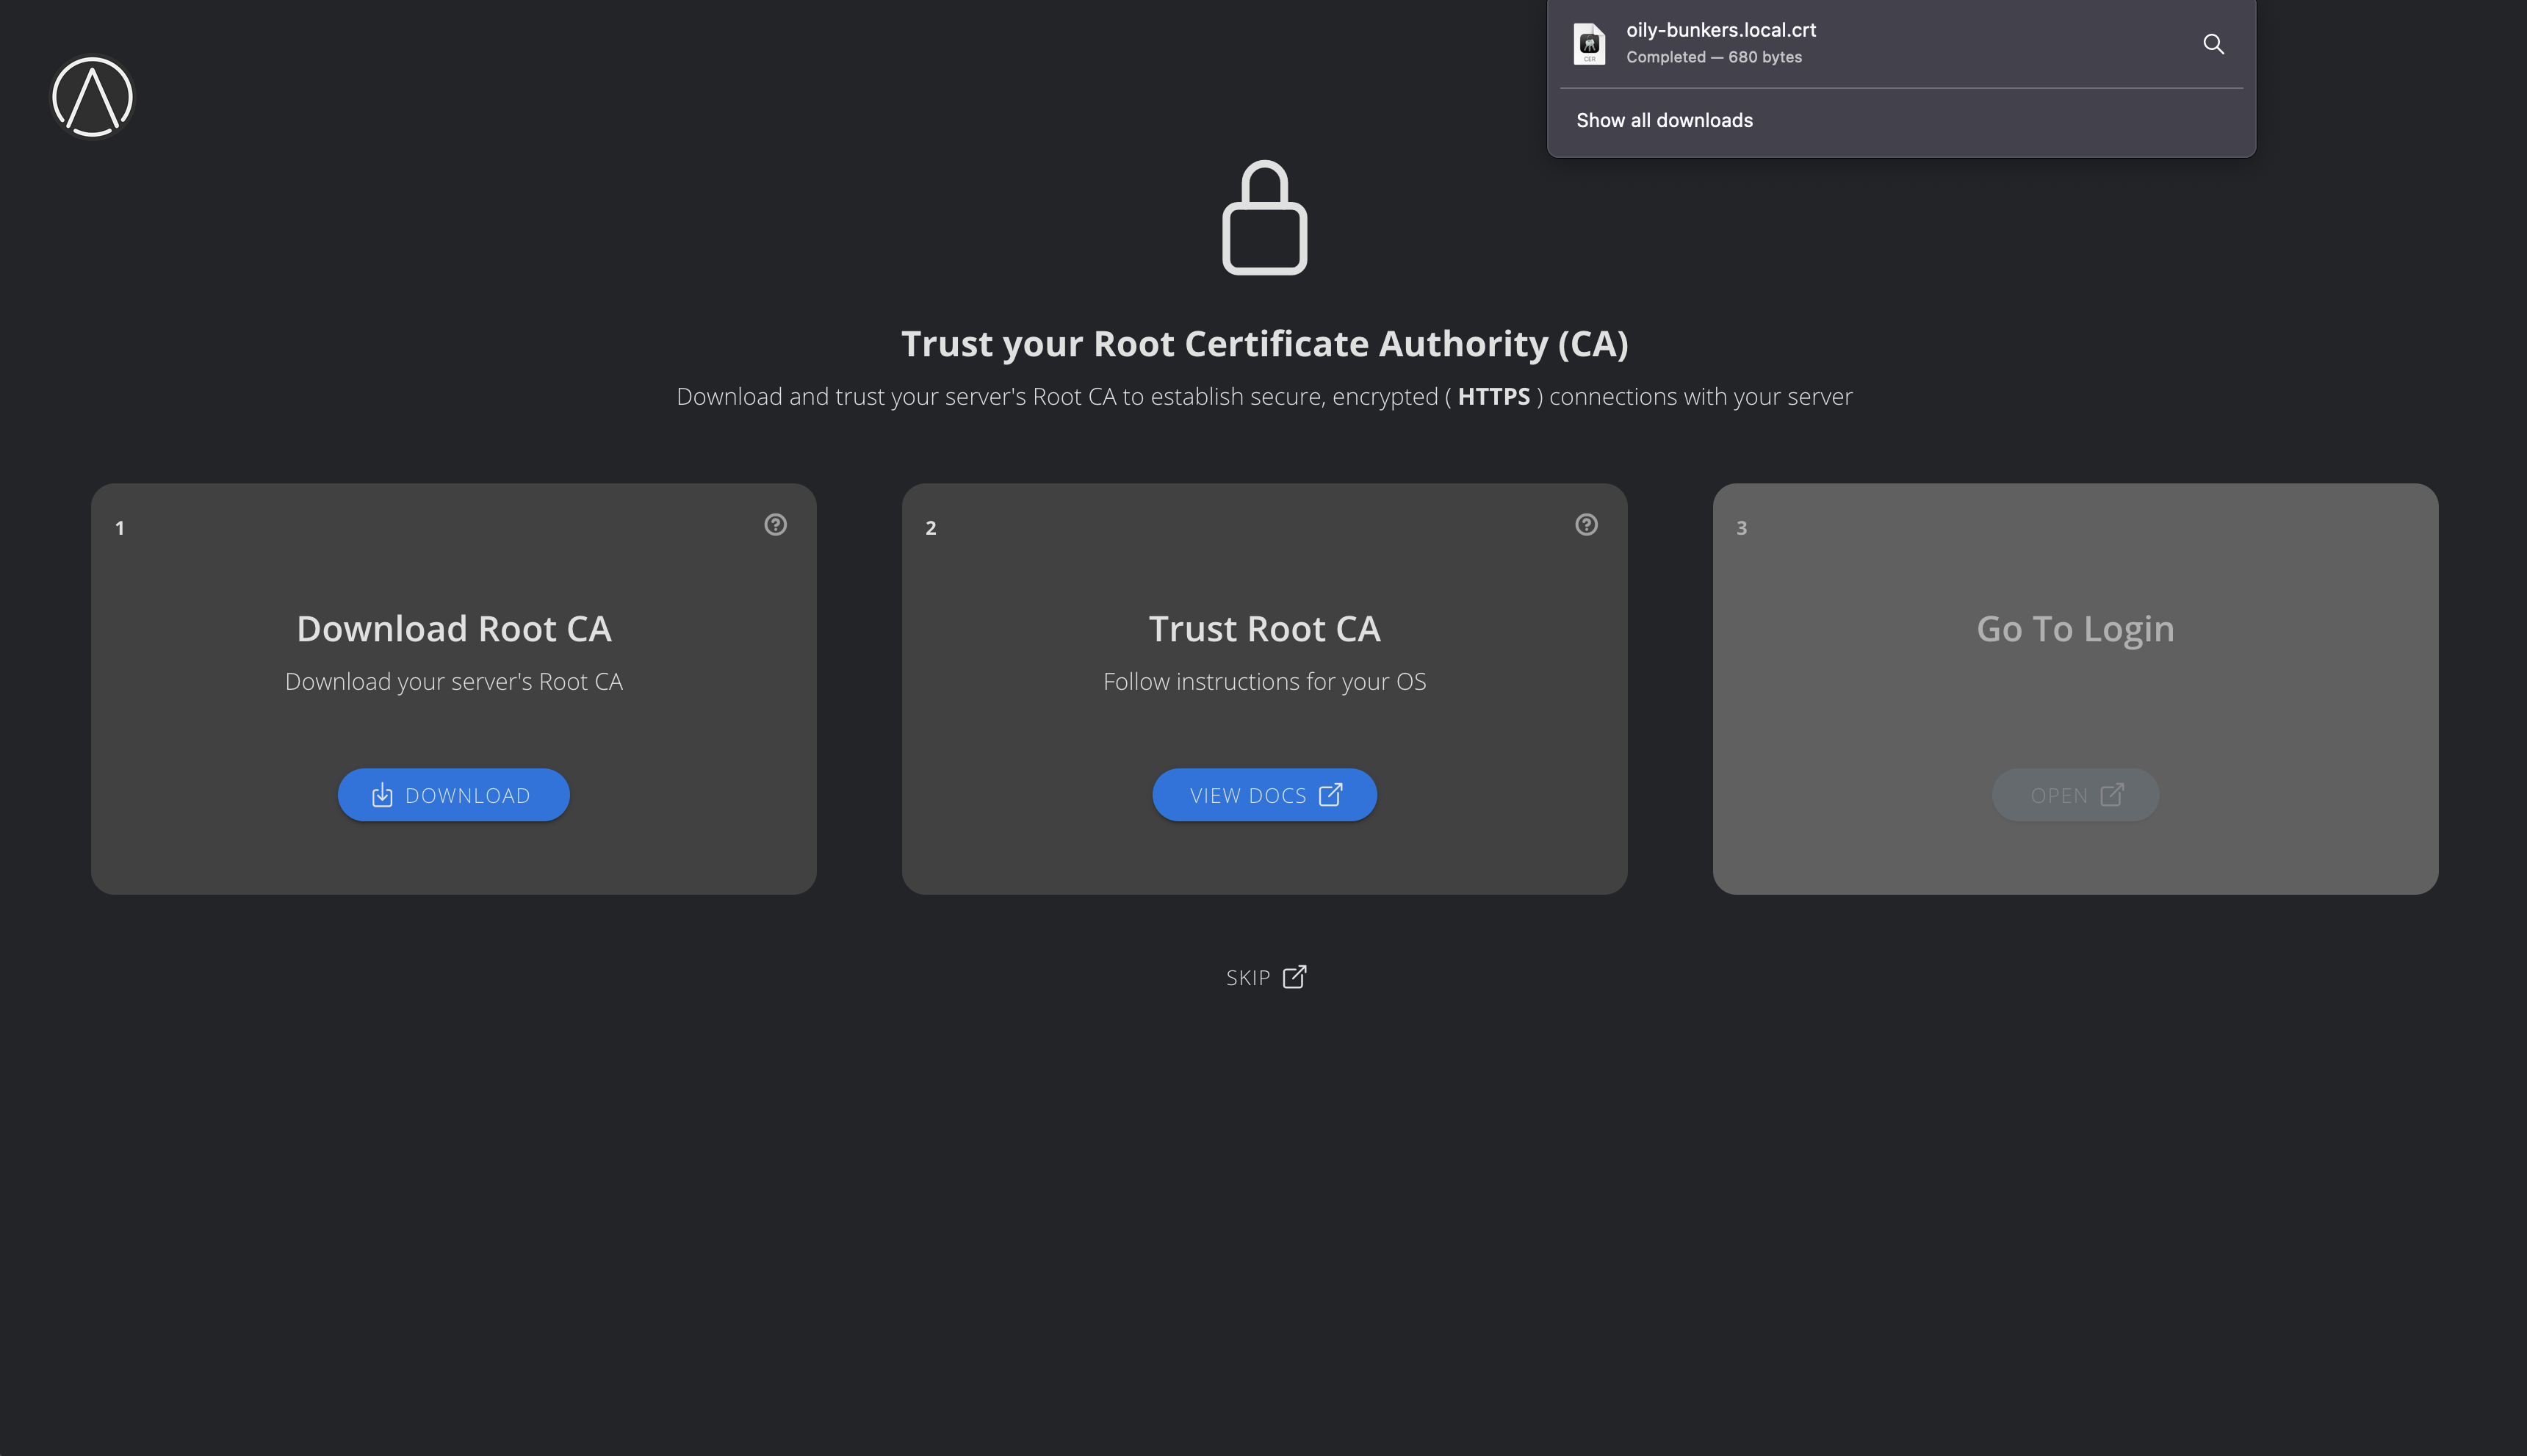 oily-bunkers.local.crt
Completed — 680 bytes
CER
Show all downloads
Trust your Root Certificate Authority (CA)
Download and trust your server's Root CA to establish secure, encrypted ( HTTPS ) connections with your server
1
Download Root CA
Download your server's Root CA
DOWNLOAD
2
Trust Root CA
Follow instructions for your OS
VIEW DOCS
3
Go To Login
OPEN
SKIP